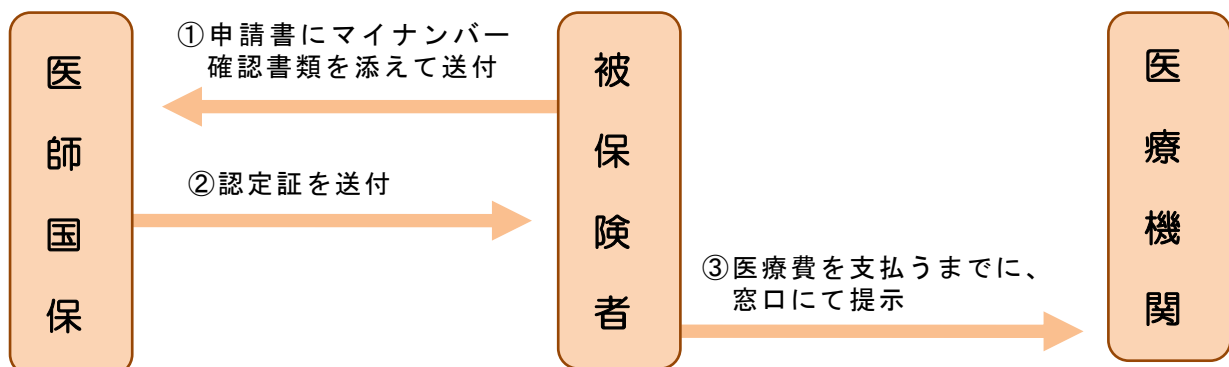 医師国保
①申請書にマイナンバー
確認書類を添えて送付
②認定証を送付
被保険者
③医療費を支払うまでに、
窓口にて提示
医療機関